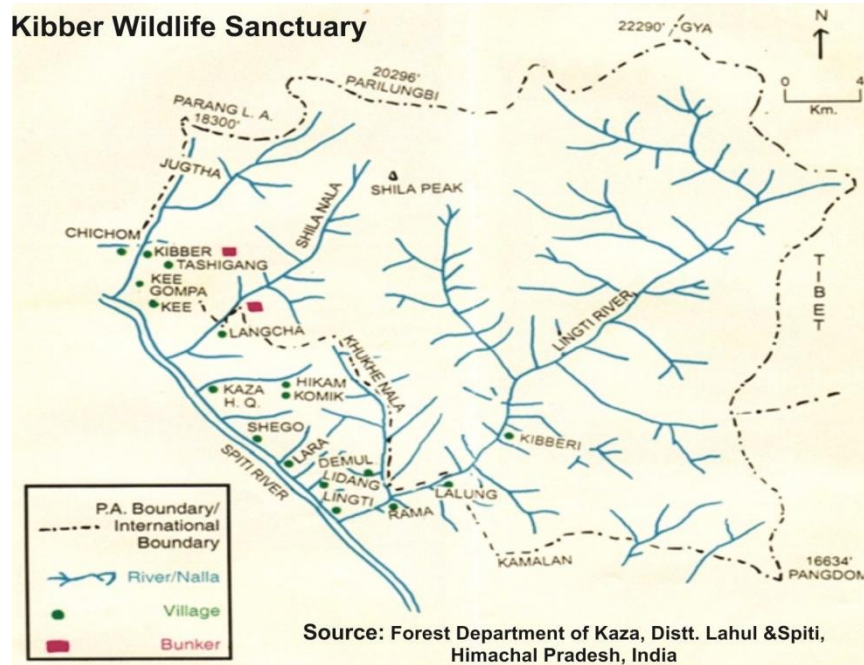 Kibber Wildlife Sanctuary
22290' GYA
N
0 4
Km.
20296'
PARILUNGBI
PARANG L. A.
18300'
JUGTHA
SHILA NALA
SHILA PEAK
CHICHOM
KIBBER
TASHIGANG
KEE
GOMPA
KEE
LANGCHA
TIBET
LINGTI RIVER
KHUKHE NALA
HIKAM
KOMIK
KAZA
H. Q.
SHEGO
SPITI RIVER
LARA
DEMUL
LIDANG
LINGTI
RAMA
LALUNG
KIBBERI
KAMALAN
16634'
PANGDOM
P.A. Boundary/
International
Boundary
River/Nalla
Village
Bunker
Source: Forest Department of Kaza, Distt. Lahul &Spiti,
Himachal Pradesh, India